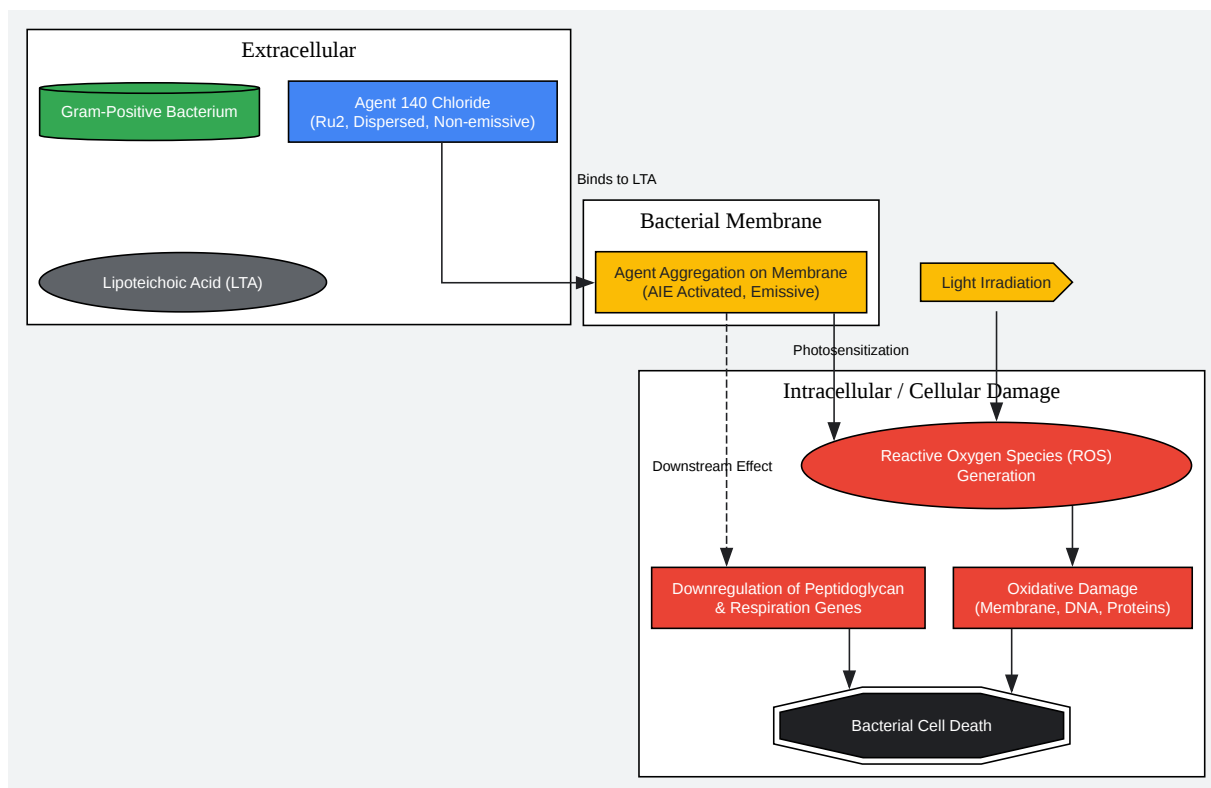 Extracellular
Gram-Positive Bacterium
Agent 140 Chloride
(Ru2, Dispersed, Non-emissive)
Binds to LTA
Lipoteichoic Acid (LTA)
Bacterial Membrane
Agent Aggregation on Membrane
(AIE Activated, Emissive)
Light Irradiation
Photosensitization
Intracellular / Cellular Damage
Reactive Oxygen Species (ROS)
Generation
Downstream Effect
Downregulation of Peptidoglycan
& Respiration Genes
Oxidative Damage
(Membrane, DNA, Proteins)
Bacterial Cell Death